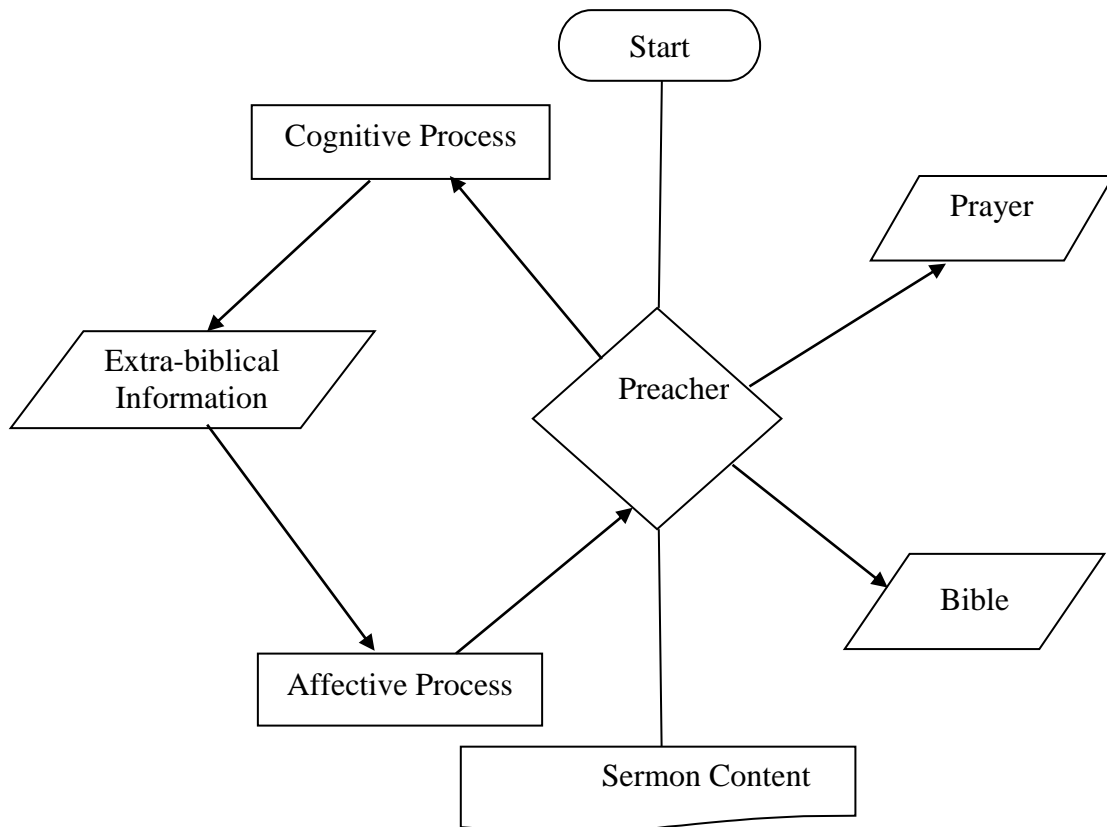 Start
Cognitive Process
Prayer
Extra-biblical
Information
Preacher
Bible
Affective Process
Sermon Content